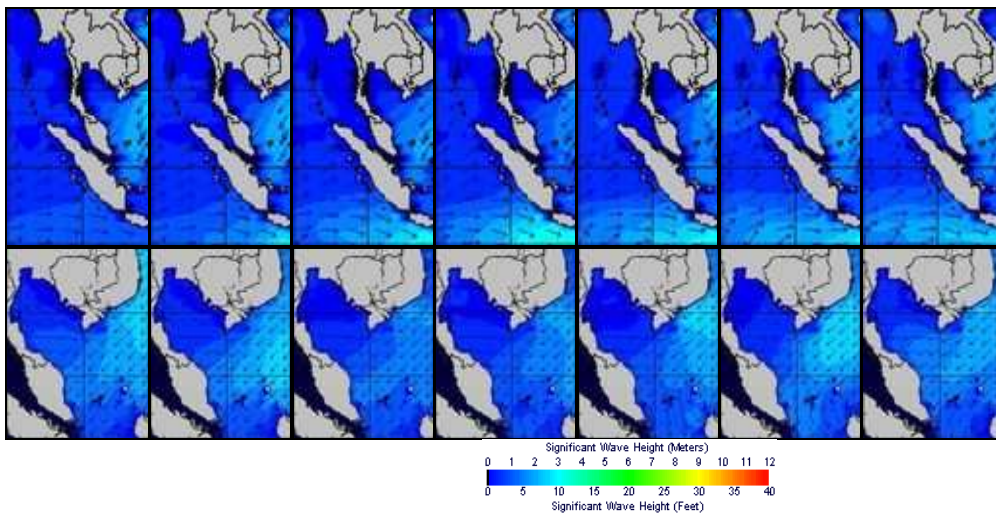 Significant Wave Height (Meters)
0 1 2 3 4 5 6 7 8 9 10 11 12
0 5 10 15 20 25 30 35 40
Significant Wave Height (Feet)